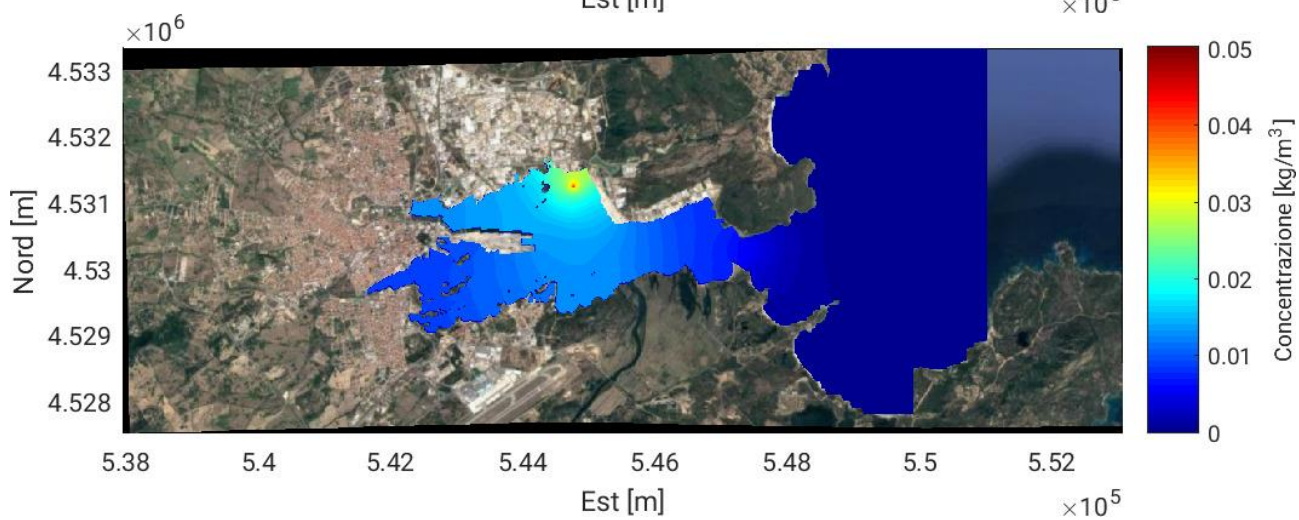 Est [m]
×10⁶
4.533
4.532
4.531
4.53
4.529
4.528
Nord [m]
5.38 5.4 5.42 5.44 5.46 5.48 5.5 5.52
Est [m]
×10⁵
0.05
0.04
0.03
0.02
0.01
0
Concentrazione [kg/m³]